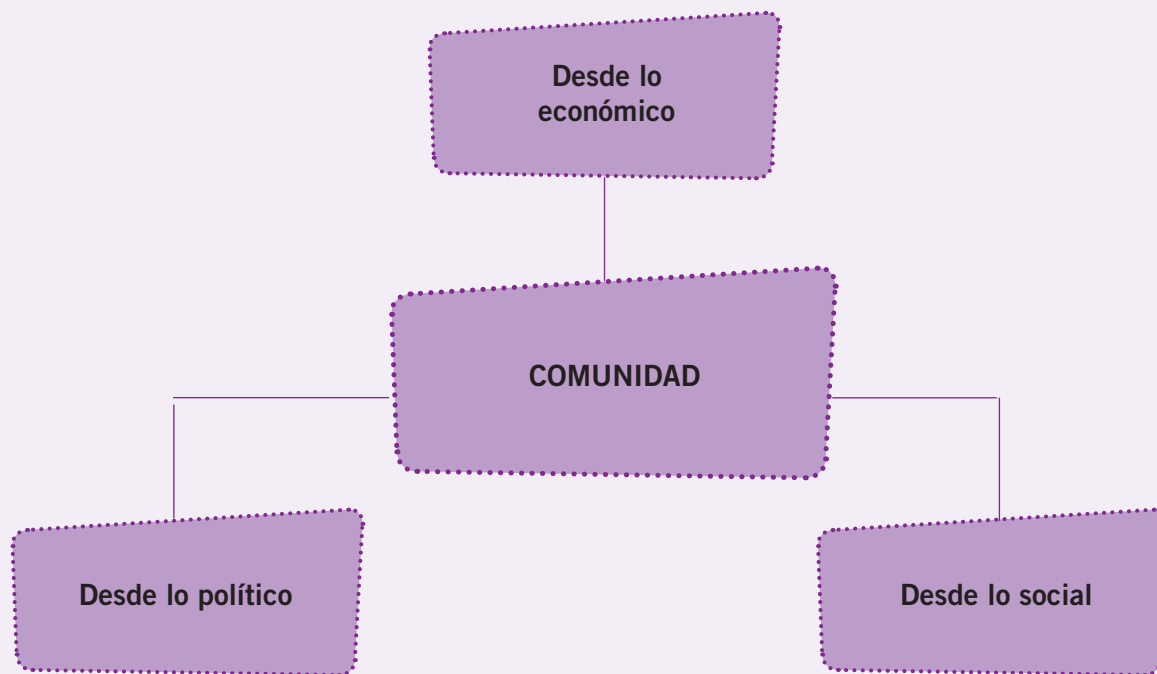 Desde lo
económico
COMUNIDAD
Desde lo político
Desde lo social